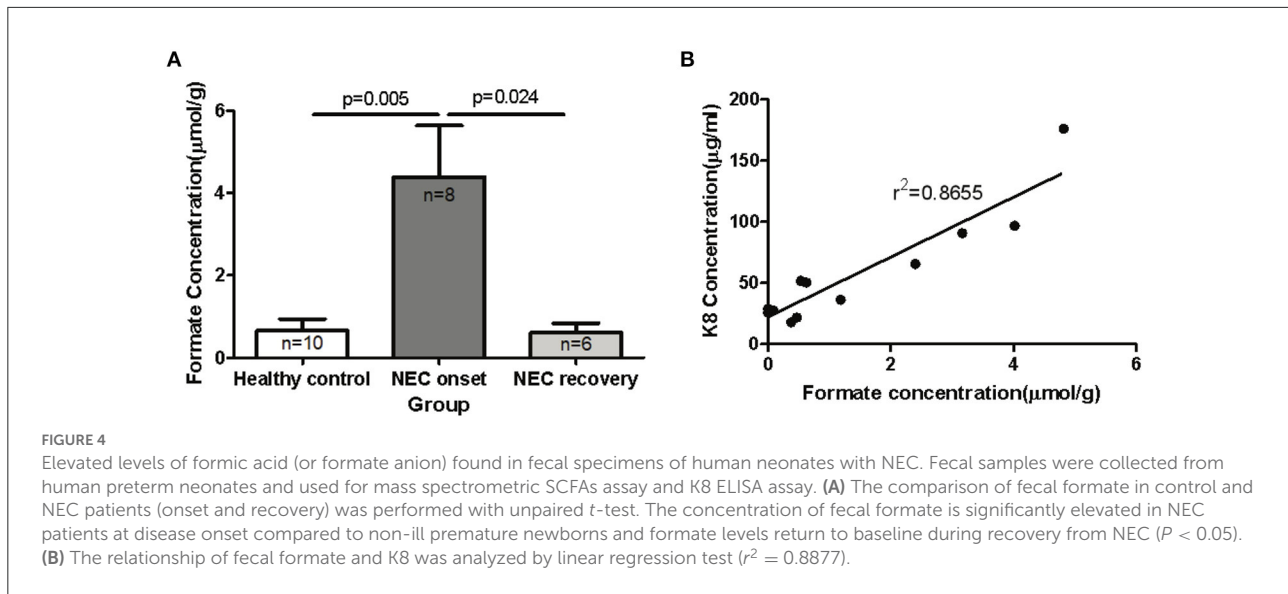 A
p=0.005
p=0.024
Formate Concentration(μmol/g)
6
4
2
0
n=10
n=8
n=6
Healthy control
NEC onset
NEC recovery
Group
B
K8 Concentration(μg/ml)
200
150
100
50
0
r²=0.8655
0
2
4
6
Formate concentration(μmol/g)
FIGURE 4
Elevated levels of formic acid (or formate anion) found in fecal specimens of human neonates with NEC. Fecal samples were collected from
human preterm neonates and used for mass spectrometric SCFAs assay and K8 ELISA assay. (A) The comparison of fecal formate in control and
NEC patients (onset and recovery) was performed with unpaired t-test. The concentration of fecal formate is significantly elevated in NEC
patients at disease onset compared to non-ill premature newborns and formate levels return to baseline during recovery from NEC (P < 0.05).
(B) The relationship of fecal formate and K8 was analyzed by linear regression test (r² = 0.8877).